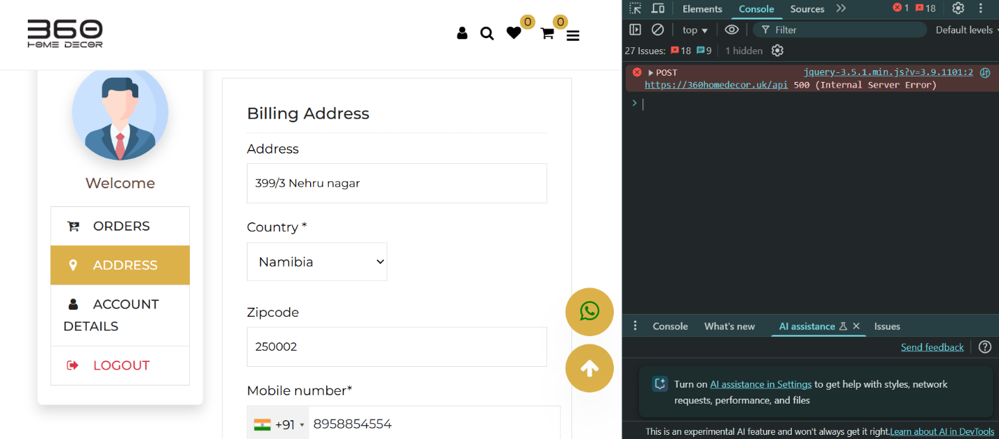 360
HOME DECOR
0
0
Welcome
ORDERS
ADDRESS
ACCOUNT
DETAILS
LOGOUT
Billing Address
Address
399/3 Nehru nagar
Country *
Namibia
Zipcode
250002
Mobile number*
+91
8958854554
Elements
Console
Sources
1
18
top
Filter
Default levels
27 Issues:
18
9
1 hidden
POST
jquery-3.5.1.min.js?v=3.9.1101:2
https://360homedecor.uk/api 500 (Internal Server Error)
Console
What's new
AI assistance
Issues
Send feedback
Turn on AI assistance in Settings to get help with styles, network
requests, performance, and files
This is an experimental AI feature and won't always get it right.Learn about AI in DevTools